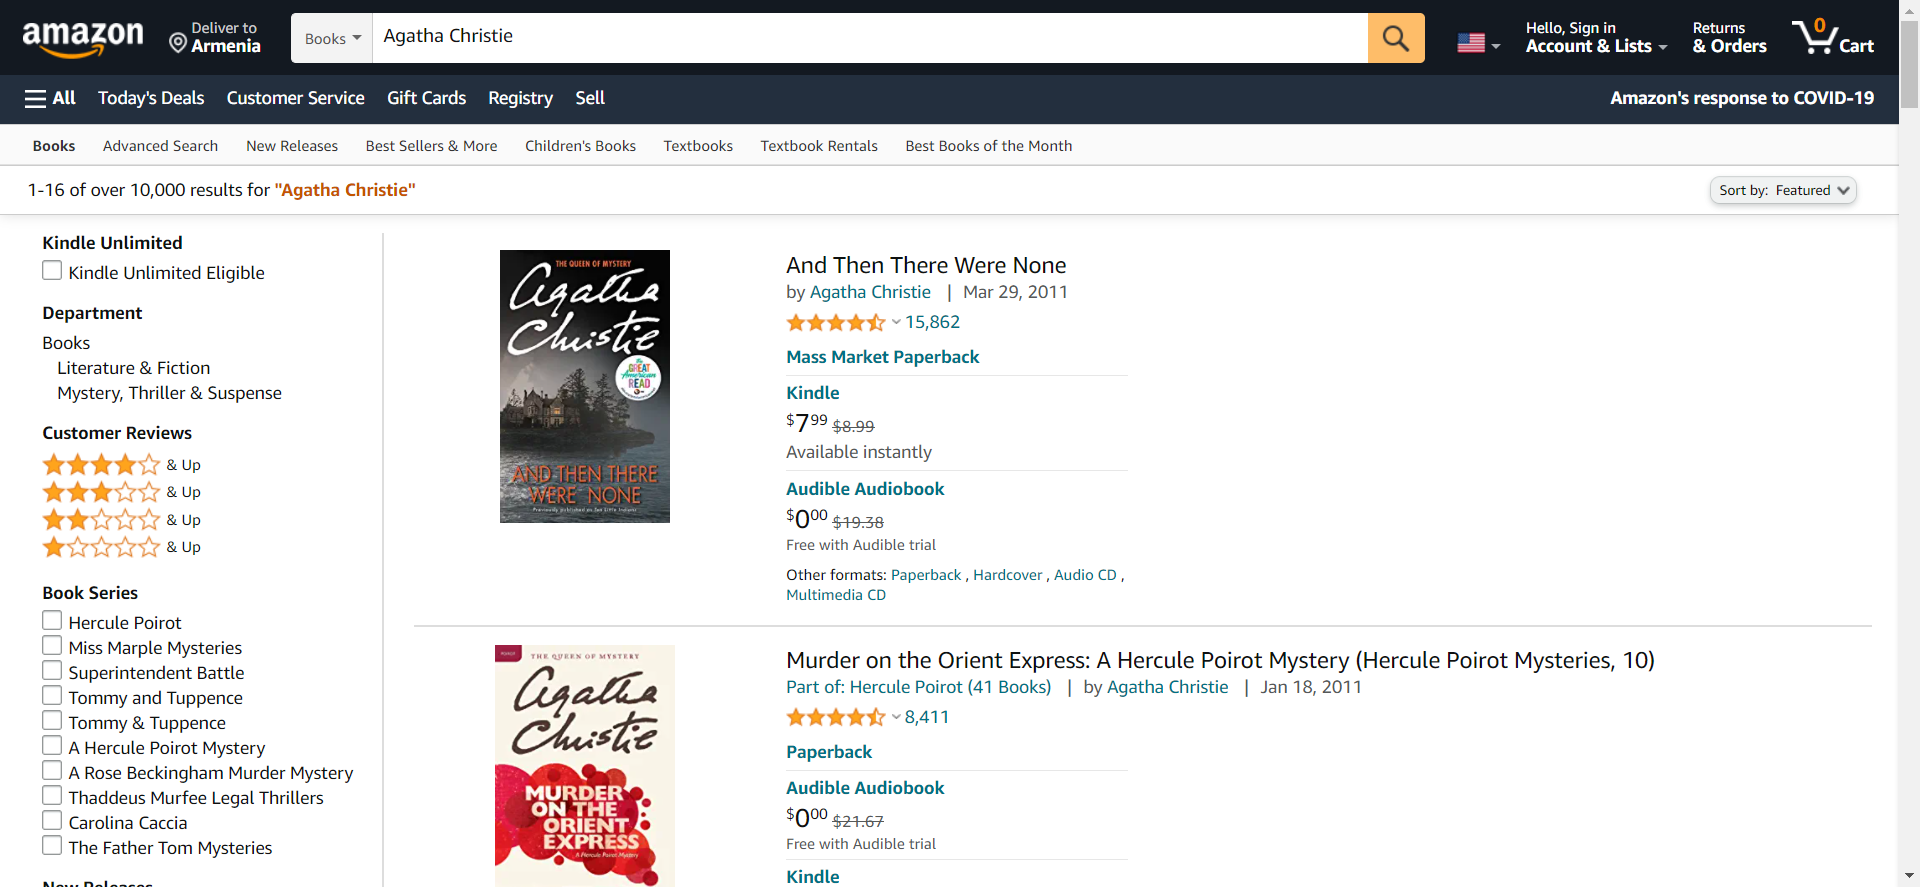 amazon
Deliver to
Armenia
Books
Agatha Christie
Hello, Sign in
Account & Lists
Returns
& Orders
0
Cart
All
Today's Deals
Customer Service
Gift Cards
Registry
Sell
Amazon's response to COVID-19
Books
Advanced Search
New Releases
Best Sellers & More
Children's Books
Textbooks
Textbook Rentals
Best Books of the Month
1-16 of over 10,000 results for "Agatha Christie"
Sort by: Featured
Kindle Unlimited
Kindle Unlimited Eligible
Department
Books
Literature & Fiction
Mystery, Thriller & Suspense
Customer Reviews
& Up
& Up
& Up
& Up
Book Series
Hercule Poirot
Miss Marple Mysteries
Superintendent Battle
Tommy and Tuppence
Tommy & Tuppence
A Hercule Poirot Mystery
A Rose Beckingham Murder Mystery
Thaddeus Murfee Legal Thrillers
Carolina Caccia
The Father Tom Mysteries
New Releases
THE QUEEN OF MYSTERY
Agatha
Christie
the
GREAT
American
READ
AND THEN THERE
WERE NONE
Previously published as Ten Little Indians
And Then There Were None
by Agatha Christie | Mar 29, 2011
15,862
Mass Market Paperback
Kindle
$7.99 $8.99
Available instantly
Audible Audiobook
$0.00 $19.38
Free with Audible trial
Other formats: Paperback , Hardcover , Audio CD ,
Multimedia CD
THE QUEEN OF MYSTERY
Agatha
Christie
MURDER
ON THE
ORIENT
EXPRESS
A Hercule Poirot Mystery
Murder on the Orient Express: A Hercule Poirot Mystery (Hercule Poirot Mysteries, 10)
Part of: Hercule Poirot (41 Books) | by Agatha Christie | Jan 18, 2011
8,411
Paperback
Audible Audiobook
$0.00 $21.67
Free with Audible trial
Kindle